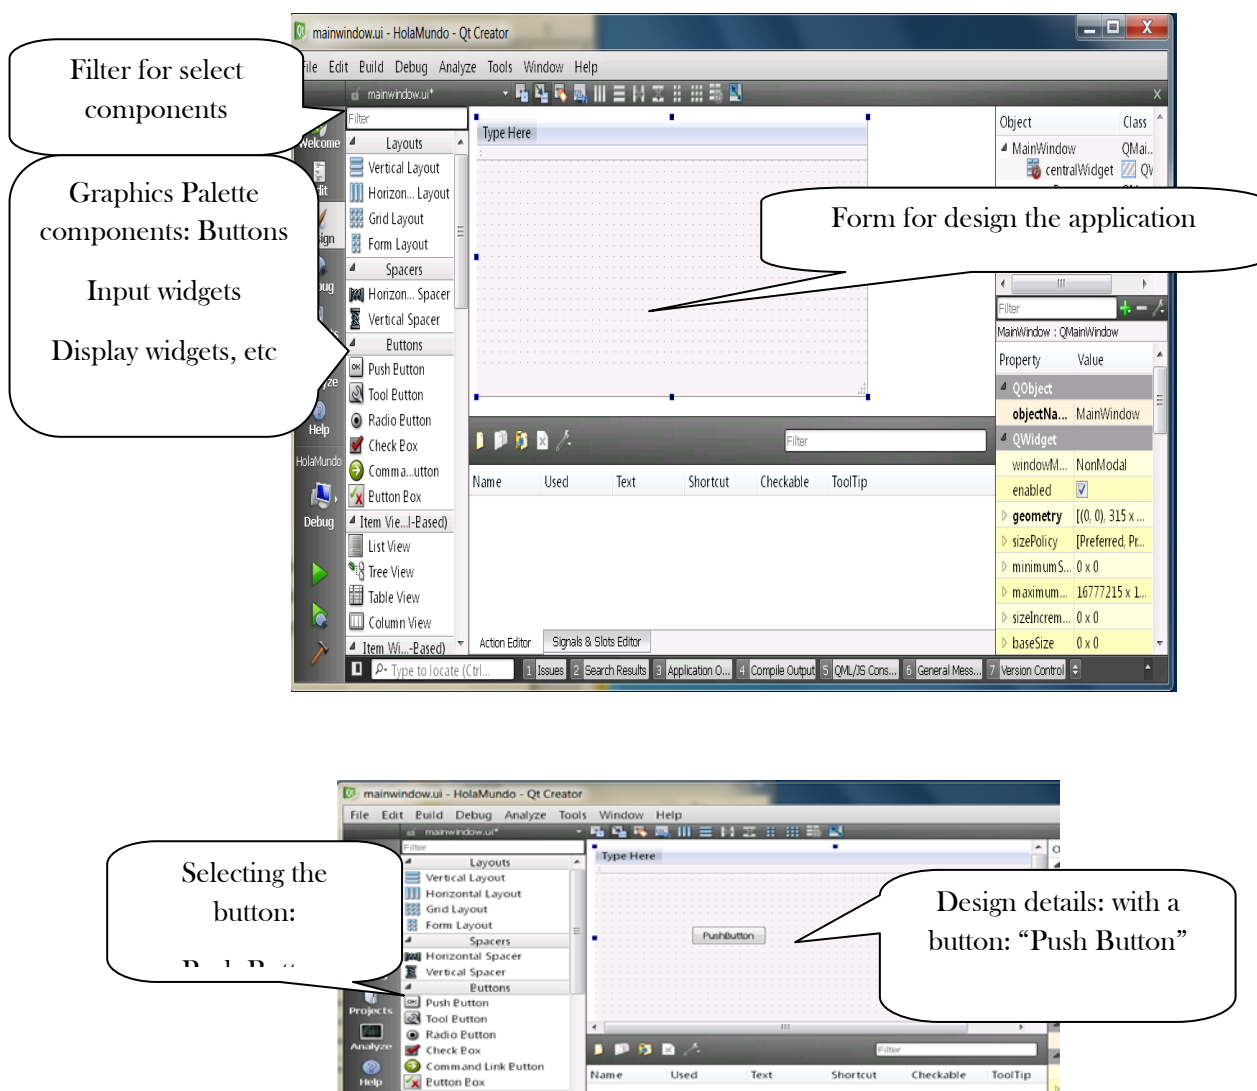 mainwindow.ui - HolaMundo - Qt Creator
File Edit Build Debug Analyze Tools Window Help
mainwindow.ui*
Filter for select
components
Filter
Type Here
Object Class
Welcome
Layouts
MainWindow QMai..
Vertical Layout
centralWidget QV
Horizon... Layout
Grid Layout
Form Layout
Graphics Palette
components: Buttons
Input widgets
Display widgets, etc
Form for design the application
Spacers
Horizon... Spacer
Vertical Spacer
Filter
MainWindow : QMainWindow
Buttons
Property Value
Push Button
QObject
Tool Button
objectNa... MainWindow
Radio Button
Help
Filter
QWidget
Check Box
HolaMundo
windowM... NonModal
Comma...utton
Name Used Text Shortcut Checkable ToolTip
enabled
Button Box
geometry [(0, 0), 315 x ...
Debug
Item Vie...l-Based)
sizePolicy [Preferred, Pr...
List View
minimumS... 0 x 0
Tree View
maximum... 16777215 x 1...
Table View
sizeIncrem... 0 x 0
Column View
baseSize 0 x 0
Item Wi...-Based)
Action Editor Signals & Slots Editor
Type to locate (Ctrl... 1 Issues 2 Search Results 3 Application O... 4 Compile Output 5 QML/JS Cons... 6 General Mess... 7 Version Control
mainwindow.ui - HolaMundo - Qt Creator
File Edit Build Debug Analyze Tools Window Help
mainwindow.ui*
Filter
Type Here
Layouts
Vertical Layout
Horizontal Layout
Grid Layout
Form Layout
Selecting the
button:
Design details: with a
button: “Push Button”
PushButton
Spacers
Horizontal Spacer
Vertical Spacer
Buttons
Push Button
Projects
Tool Button
Radio Button
Analyze
Check Box
Filter
Command Link Button
Name Used Text Shortcut Checkable ToolTip
Help
Button Box